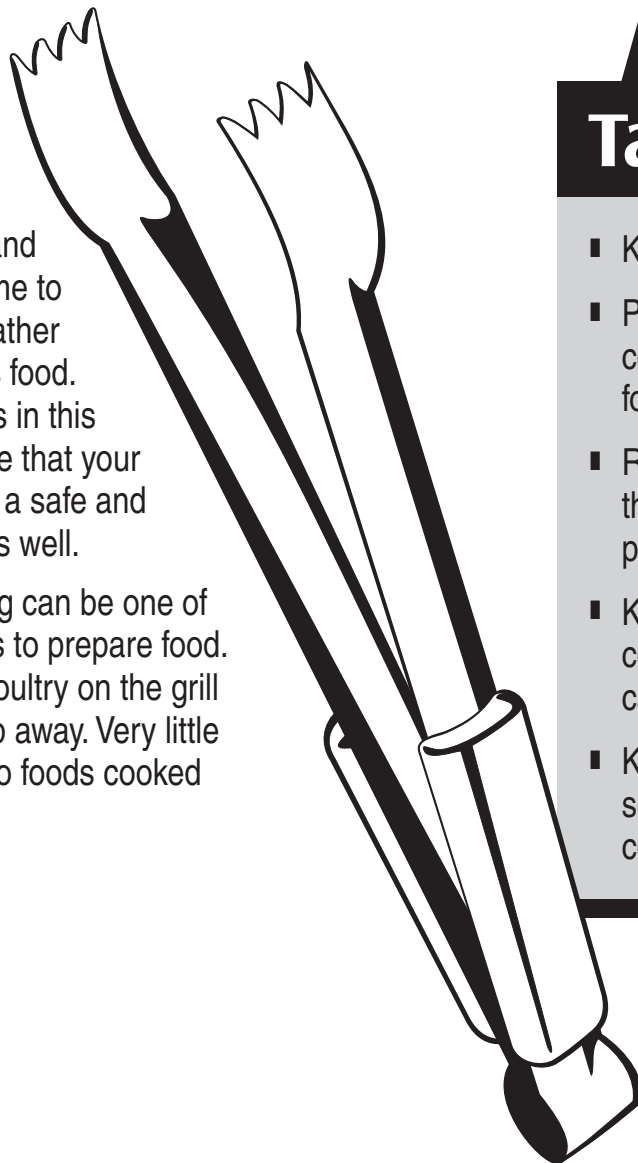 and
me to
ather
s food.
s in this
e that your
a safe and
s well.
g can be one of
s to prepare food.
oultry on the grill
p away. Very little
o foods cooked
Ta
▮ K
▮ P
c
fo
▮ R
th
p
▮ K
c
c
▮ K
s
c